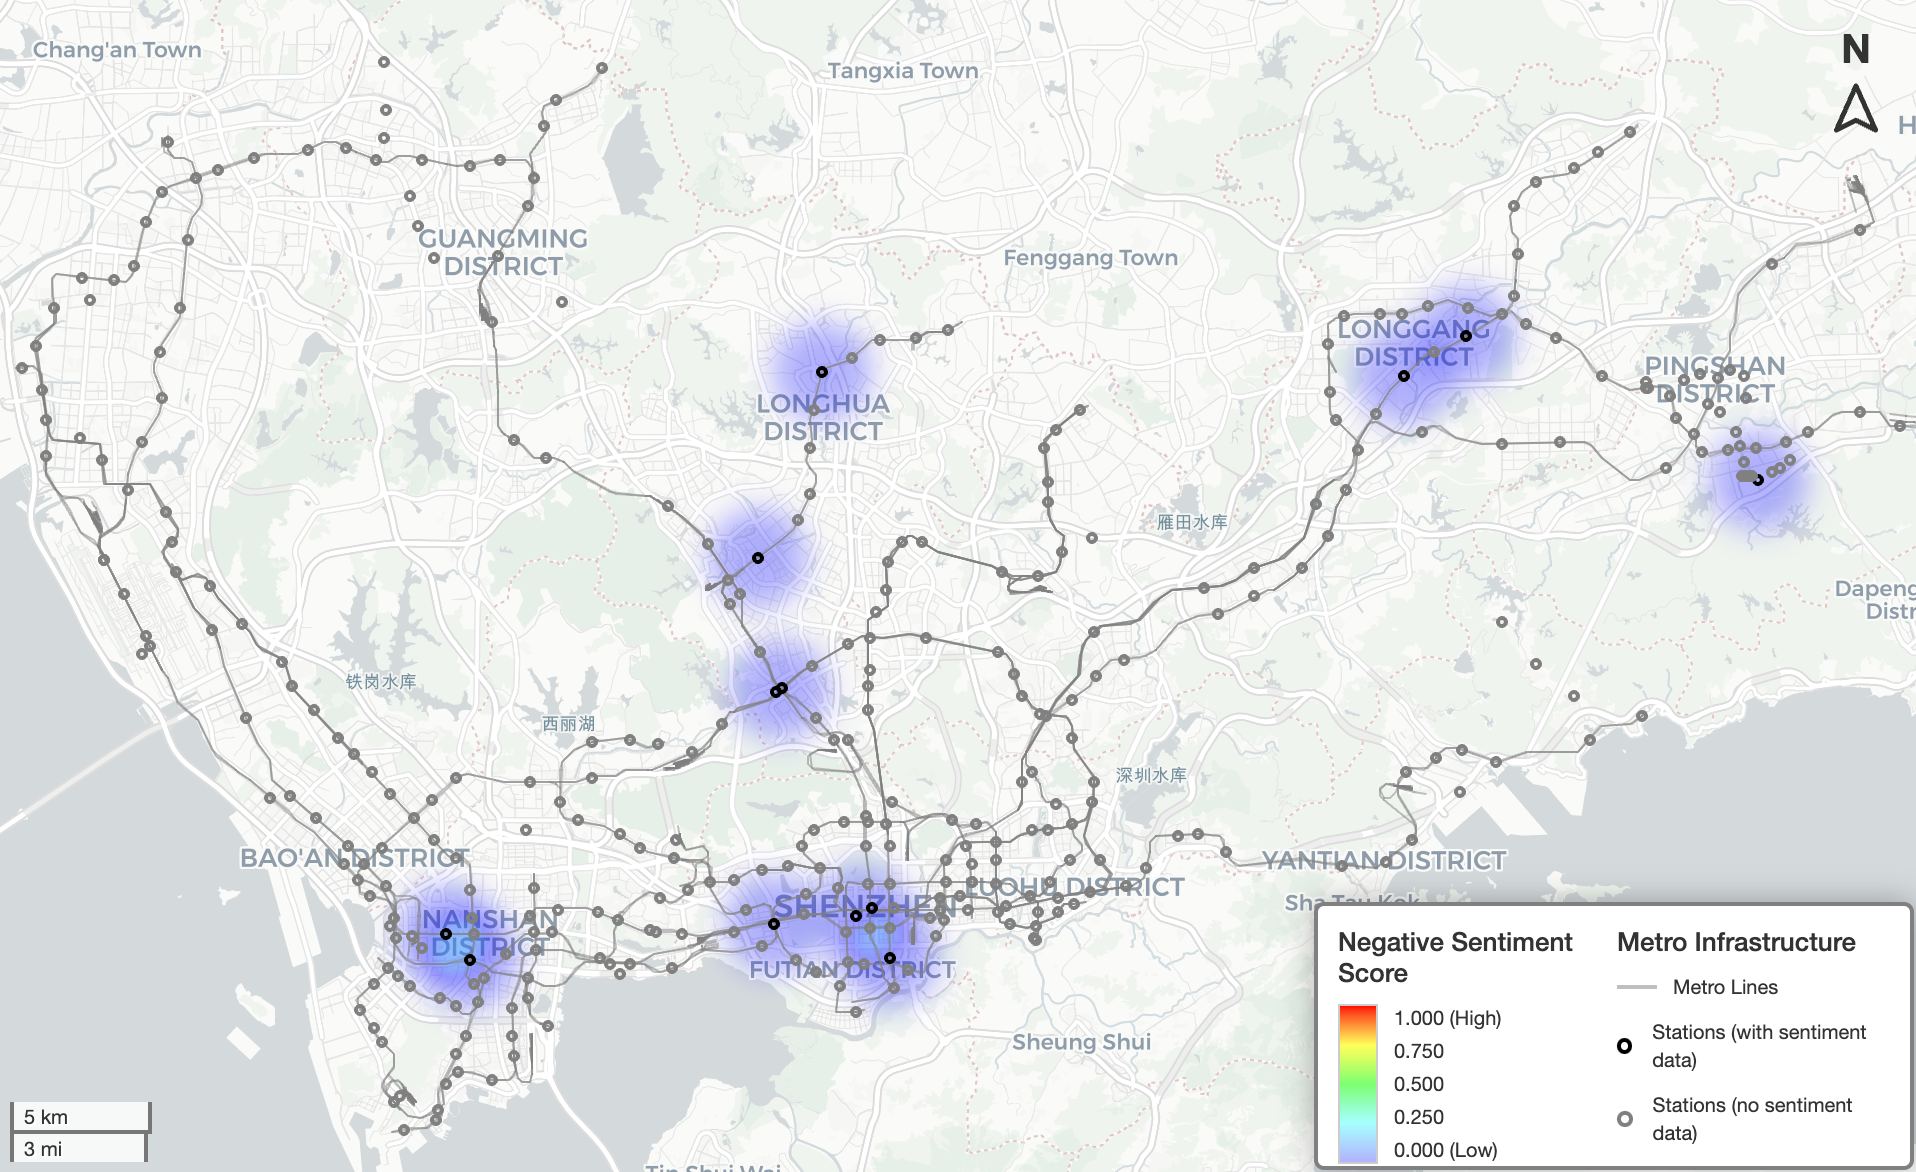 Chang'an Town
Tangxia Town
N
H
GUANGMING
DISTRICT
Fenggang Town
LONGGANG
DISTRICT
PINGSHAN
DISTRICT
LONGHUA
DISTRICT
雁田水库
Dapeng
Distr
铁岗水库
西丽湖
深圳水库
BAO'AN DISTRICT
YANTIAN DISTRICT
LUOHU DISTRICT
SHENZHEN
Sha Tau Kok
NANSHAN
DISTRICT
FUTIAN DISTRICT
Sheung Shui
Tin Shui Wai
5 km
3 mi
Negative Sentiment
Score
1.000 (High)
0.750
0.500
0.250
0.000 (Low)
Metro Infrastructure
Metro Lines
Stations (with sentiment
data)
Stations (no sentiment
data)